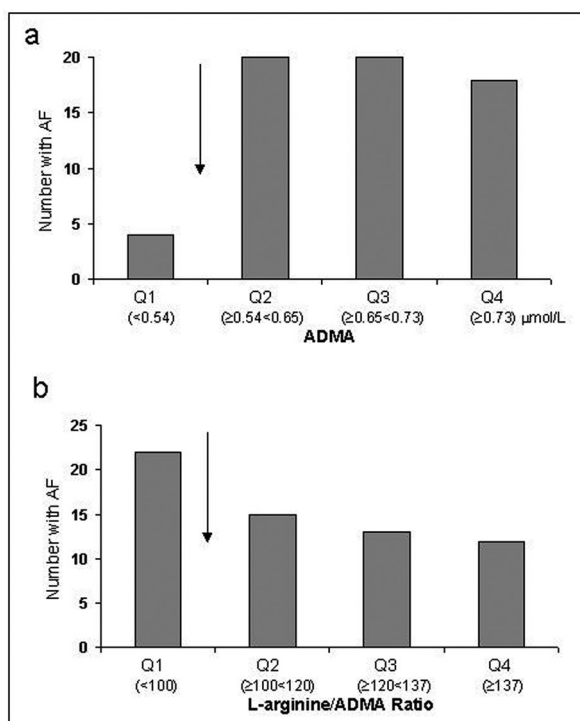 a
20
15
10
5
0
Number with AF
Q1 Q2 Q3 Q4
(<0.54) (≥0.54<0.65) (≥0.65<0.73) (≥0.73) μmol/L
ADMA
b
25
20
15
10
5
0
Number with AF
Q1 Q2 Q3 Q4
(<100) (≥100<120) (≥120<137) (≥137)
L-arginine/ADMA Ratio